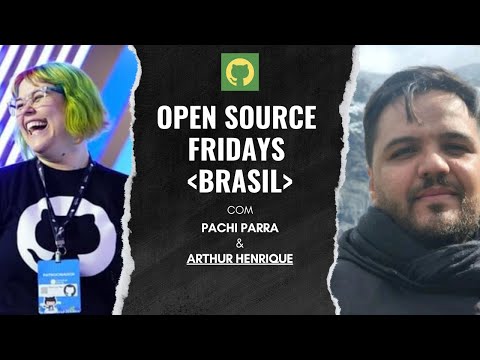 OPEN SOURCE
FRIDAYS
<BRASIL>
COM
PACHI PARRA
&
ARTHUR HENRIQUE